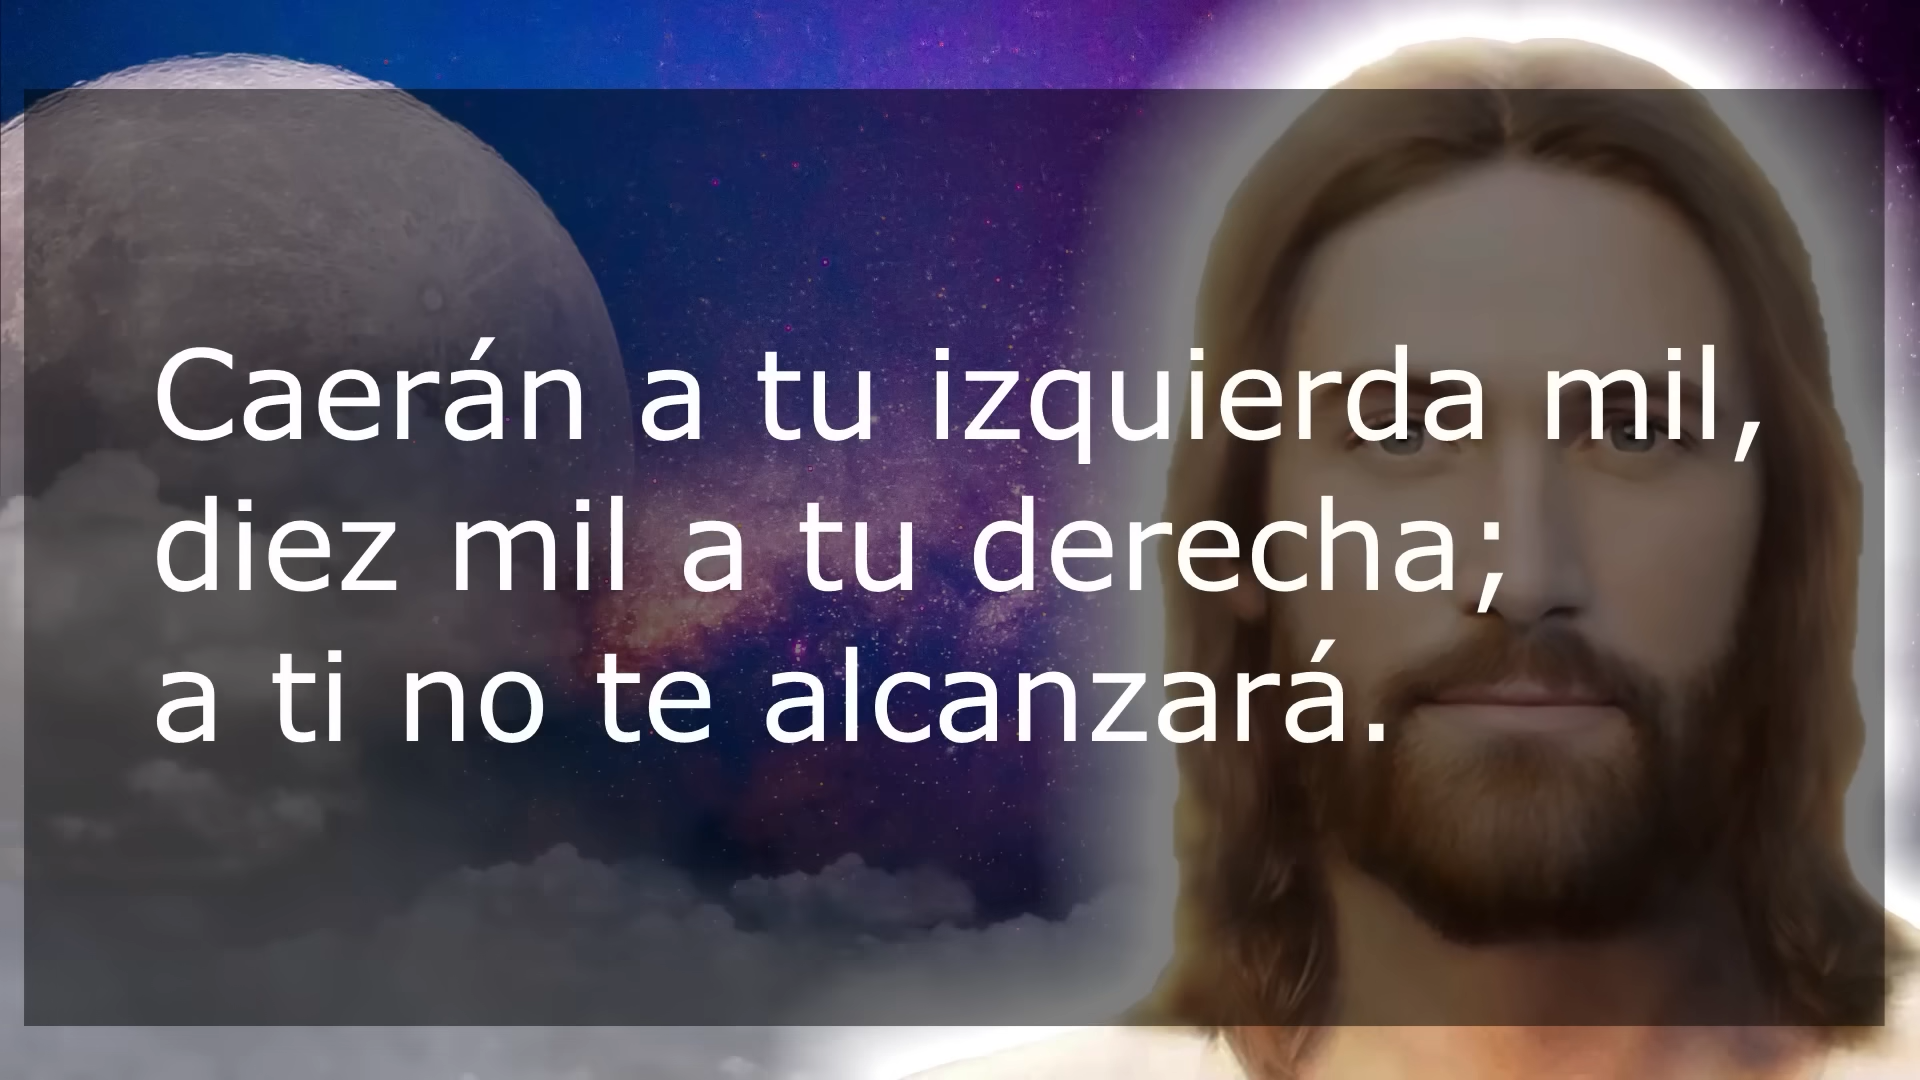 Caerán a tu izquierda mil,
diez mil a tu derecha;
a ti no te alcanzará.